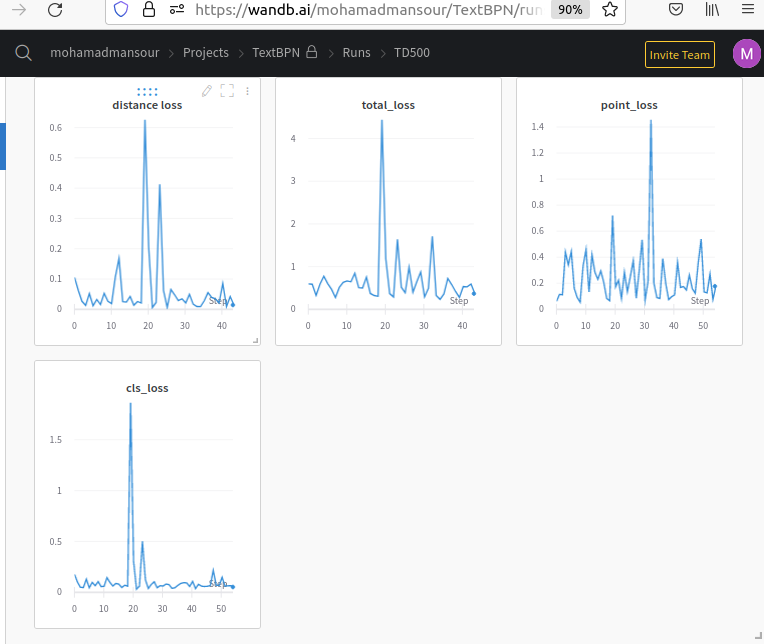 https://wandb.ai/mohamadmansour/TextBPN/run
90%
mohamadmansour > Projects > TextBPN > Runs > TD500
Invite Team
M
distance loss
0.6
0.5
0.4
0.3
0.2
0.1
0
0 10 20 30 40
Step
total_loss
4
3
2
1
0
0 10 20 30 40
Step
point_loss
1.4
1.2
1
0.8
0.6
0.4
0.2
0
0 10 20 30 40 50
Step
cls_loss
1.5
1
0.5
0
0 10 20 30 40 50
Step